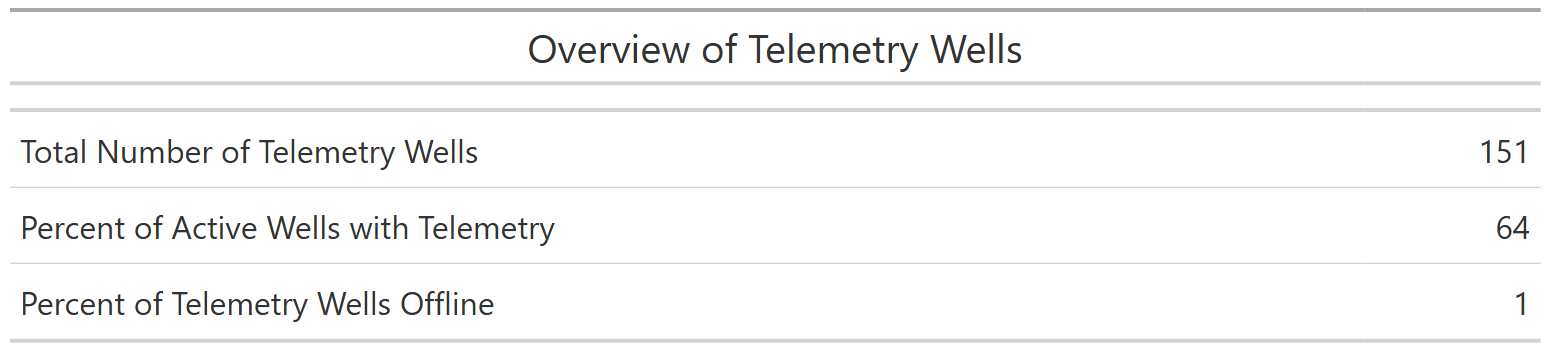 Overview of Telemetry Wells
Total Number of Telemetry Wells 151
Percent of Active Wells with Telemetry 64
Percent of Telemetry Wells Offline 1